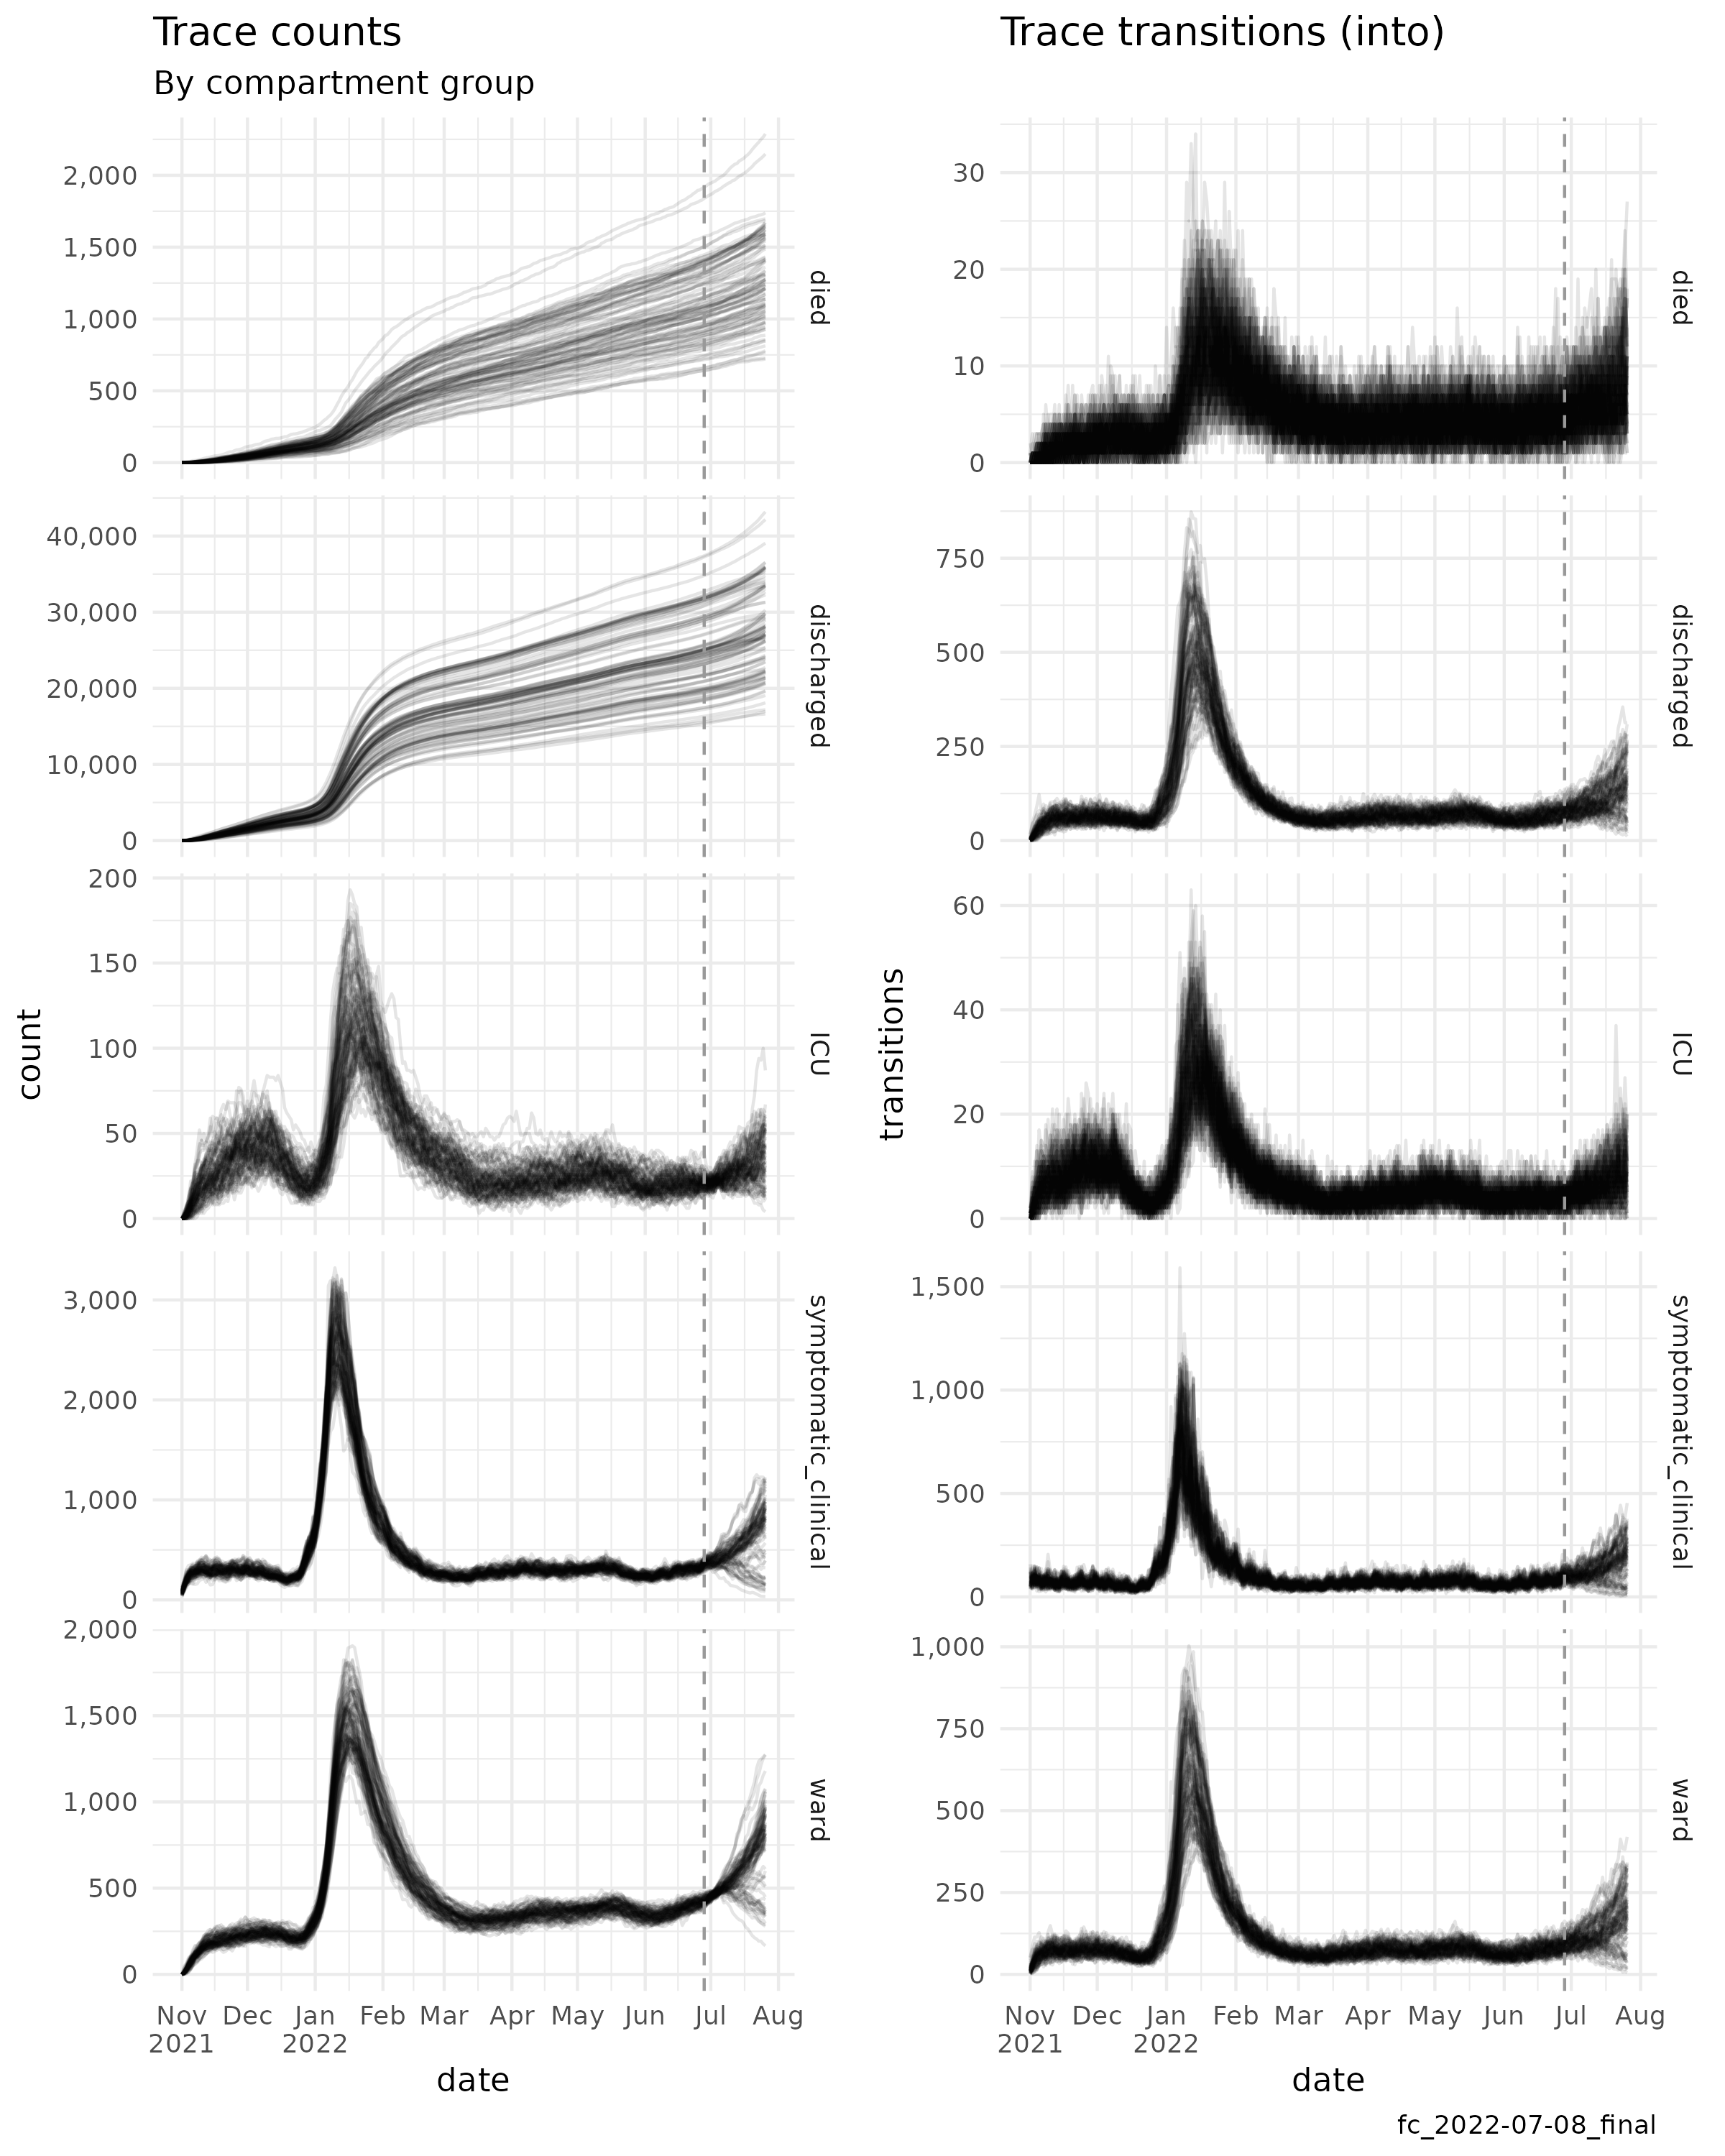 Trace counts
By compartment group
Trace transitions (into)
count
2,000
1,500
1,000
500
0
died
40,000
30,000
20,000
10,000
0
discharged
200
150
100
50
0
ICU
3,000
2,000
1,000
0
symptomatic_clinical
2,000
1,500
1,000
500
0
ward
Nov Dec Jan Feb Mar Apr May Jun Jul Aug
2021 2022
date
transitions
30
20
10
0
died
750
500
250
0
discharged
60
40
20
0
ICU
1,500
1,000
500
0
symptomatic_clinical
1,000
750
500
250
0
ward
Nov Dec Jan Feb Mar Apr May Jun Jul Aug
2021 2022
date
fc_2022-07-08_final